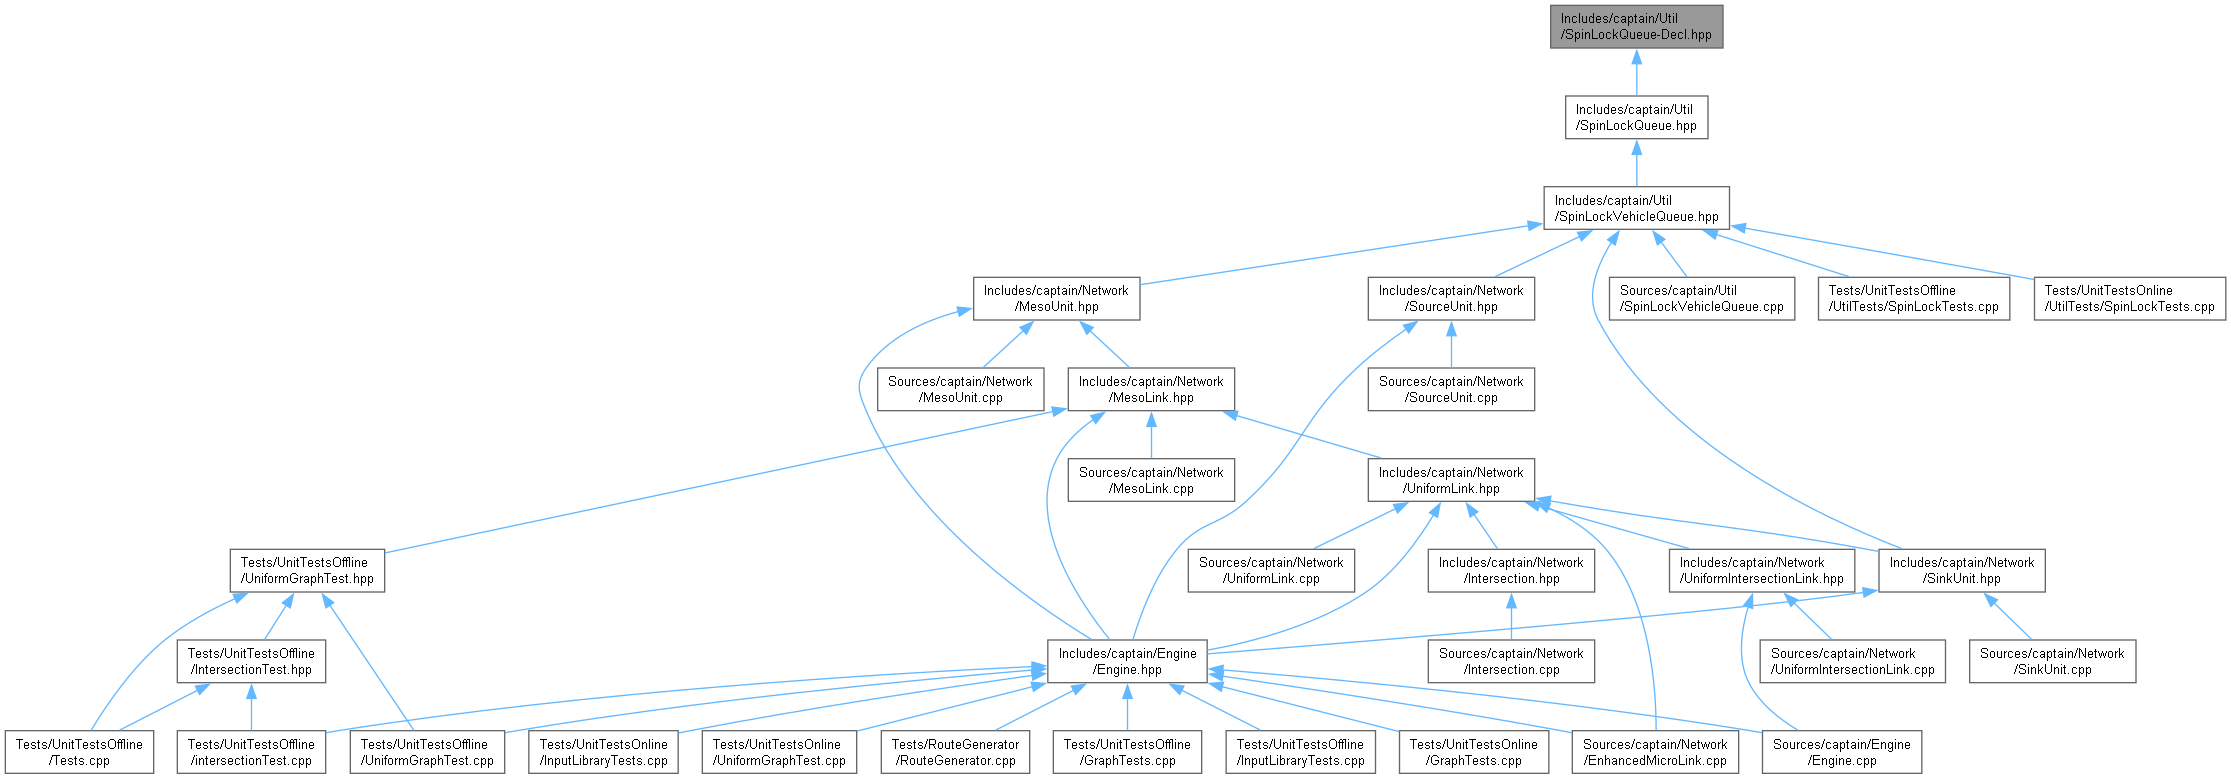 Includes/captain/Util
/SpinLockQueue-Decl.hpp
Includes/captain/Util
/SpinLockQueue.hpp
Includes/captain/Util
/SpinLockVehicleQueue.hpp
Includes/captain/Network
/MesoUnit.hpp
Includes/captain/Network
/SourceUnit.hpp
Sources/captain/Util
/SpinLockVehicleQueue.cpp
Tests/UnitTestsOffline
/UtilTests/SpinLockTests.cpp
Tests/UnitTestsOnline
/UtilTests/SpinLockTests.cpp
Sources/captain/Network
/MesoUnit.cpp
Includes/captain/Network
/MesoLink.hpp
Sources/captain/Network
/SourceUnit.cpp
Sources/captain/Network
/MesoLink.cpp
Includes/captain/Network
/UniformLink.hpp
Tests/UnitTestsOffline
/UniformGraphTest.hpp
Sources/captain/Network
/UniformLink.cpp
Includes/captain/Network
/Intersection.hpp
Includes/captain/Network
/UniformIntersectionLink.hpp
Includes/captain/Network
/SinkUnit.hpp
Tests/UnitTestsOffline
/IntersectionTest.hpp
Includes/captain/Engine
/Engine.hpp
Sources/captain/Network
/Intersection.cpp
Sources/captain/Network
/UniformIntersectionLink.cpp
Sources/captain/Network
/SinkUnit.cpp
Tests/UnitTestsOffline
/Tests.cpp
Tests/UnitTestsOffline
/intersectionTest.cpp
Tests/UnitTestsOffline
/UniformGraphTest.cpp
Tests/UnitTestsOnline
/InputLibraryTests.cpp
Tests/UnitTestsOnline
/UniformGraphTest.cpp
Tests/RouteGenerator
/RouteGenerator.cpp
Tests/UnitTestsOffline
/GraphTests.cpp
Tests/UnitTestsOffline
/InputLibraryTests.cpp
Tests/UnitTestsOnline
/GraphTests.cpp
Sources/captain/Network
/EnhancedMicroLink.cpp
Sources/captain/Engine
/Engine.cpp